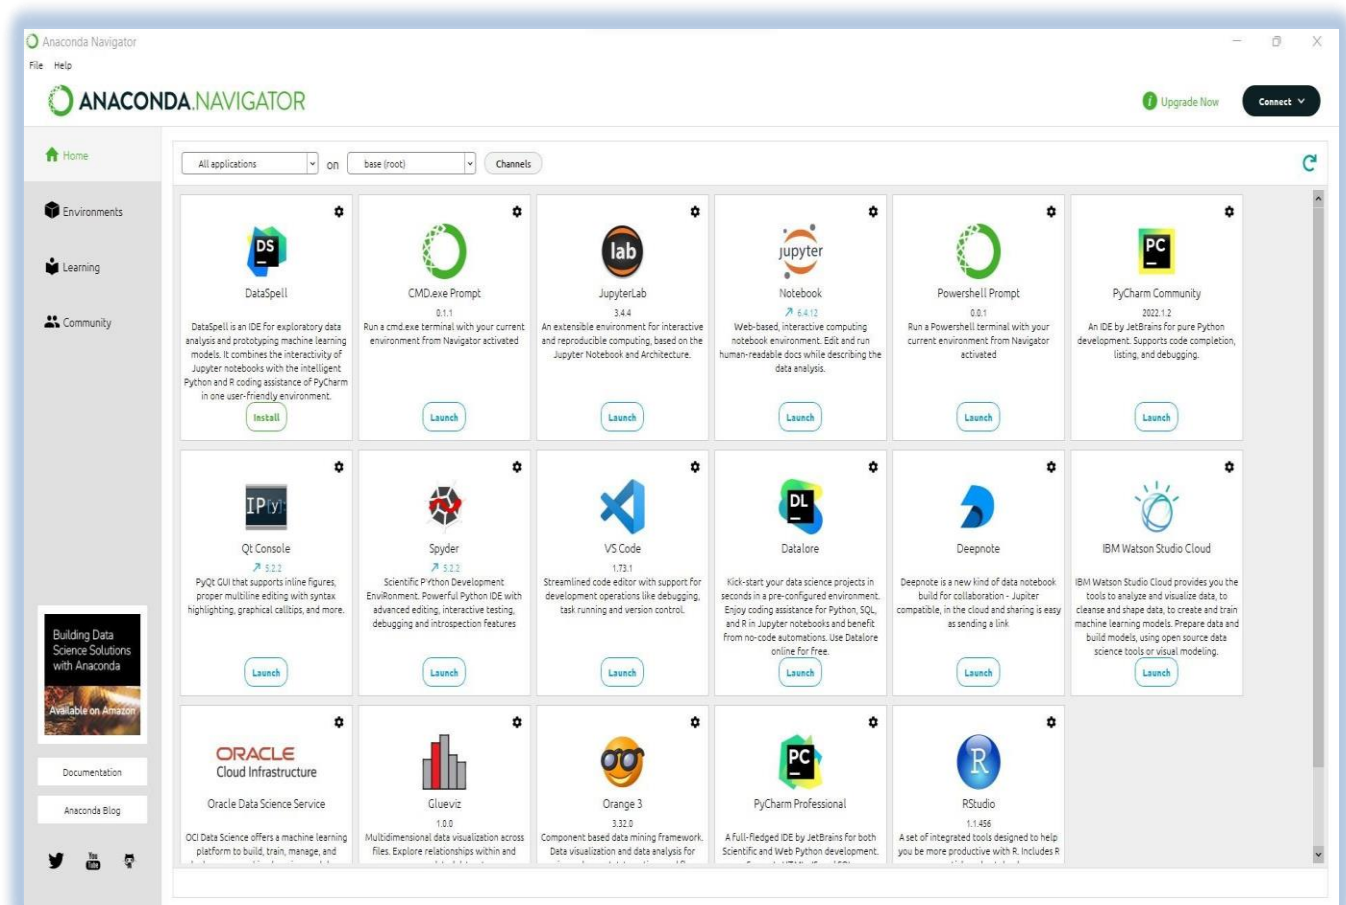 Anaconda Navigator
File Help
ANACONDA.NAVIGATOR
Upgrade Now
Connect
Home
Environments
Learning
Community
All applications
on
base (root)
Channels
DS
DataSpell
DataSpell is an IDE for exploratory data
analysis and prototyping machine learning
models. It combines the interactivity of
Jupyter notebooks with the intelligent
Python and R coding assistance of PyCharm
in one user-friendly environment.
Install
CMD.exe Prompt
0.1.1
Run a cmd.exe terminal with your current
environment from Navigator activated
Launch
lab
JupyterLab
3.4.4
An extensible environment for interactive
and reproducible computing, based on the
Jupyter Notebook and Architecture.
Launch
jupyter
Notebook
6.4.12
Web-based, interactive computing
notebook environment. Edit and run
human-readable docs while describing the
data analysis.
Launch
Powershell Prompt
0.0.1
Run a Powershell terminal with your
current environment from Navigator
activated
Launch
PC
PyCharm Community
2022.1.2
An IDE by JetBrains for pure Python
development. Supports code completion,
listing, and debugging.
Launch
IP[y]:
Qt Console
5.2.2
PyQt GUI that supports inline figures,
proper multiline editing with syntax
highlighting, graphical calltips, and more.
Launch
Spyder
5.2.2
Scientific PYthon Development
EnviRonment. Powerful Python IDE with
advanced editing, interactive testing,
debugging and introspection features
Launch
VS Code
1.73.1
Streamlined code editor with support for
development operations like debugging,
task running and version control.
Launch
DL
Datalore
Kick-start your data science projects in
seconds in a pre-configured environment.
Enjoy coding assistance for Python, SQL,
and R in Jupyter notebooks and benefit
from no-code automations. Use Datalore
online for free.
Launch
Deepnote
Deepnote is a new kind of data notebook
build for collaboration - Jupiter
compatible, in the cloud and sharing is easy
as sending a link
Launch
IBM Watson Studio Cloud
IBM Watson Studio Cloud provides you the
tools to analyze and visualize data, to
cleanse and shape data, to create and train
machine learning models. Prepare data and
build models, using open source data
science tools or visual modeling.
Launch
ORACLE
Cloud Infrastructure
Oracle Data Science Service
OCI Data Science offers a machine learning
platform to build, train, manage, and
Glueviz
1.0.0
Multidimensional data visualization across
files. Explore relationships within and
Orange 3
3.32.0
Component based data mining framework.
Data visualization and data analysis for
PC
PyCharm Professional
A full-fledged IDE by JetBrains for both
Scientific and Web Python development.
R
RStudio
1.1.456
A set of integrated tools designed to help
you be more productive with R. Includes R
Building Data
Science Solutions
with Anaconda
Available on Amazon
Documentation
Anaconda Blog
You
Tube